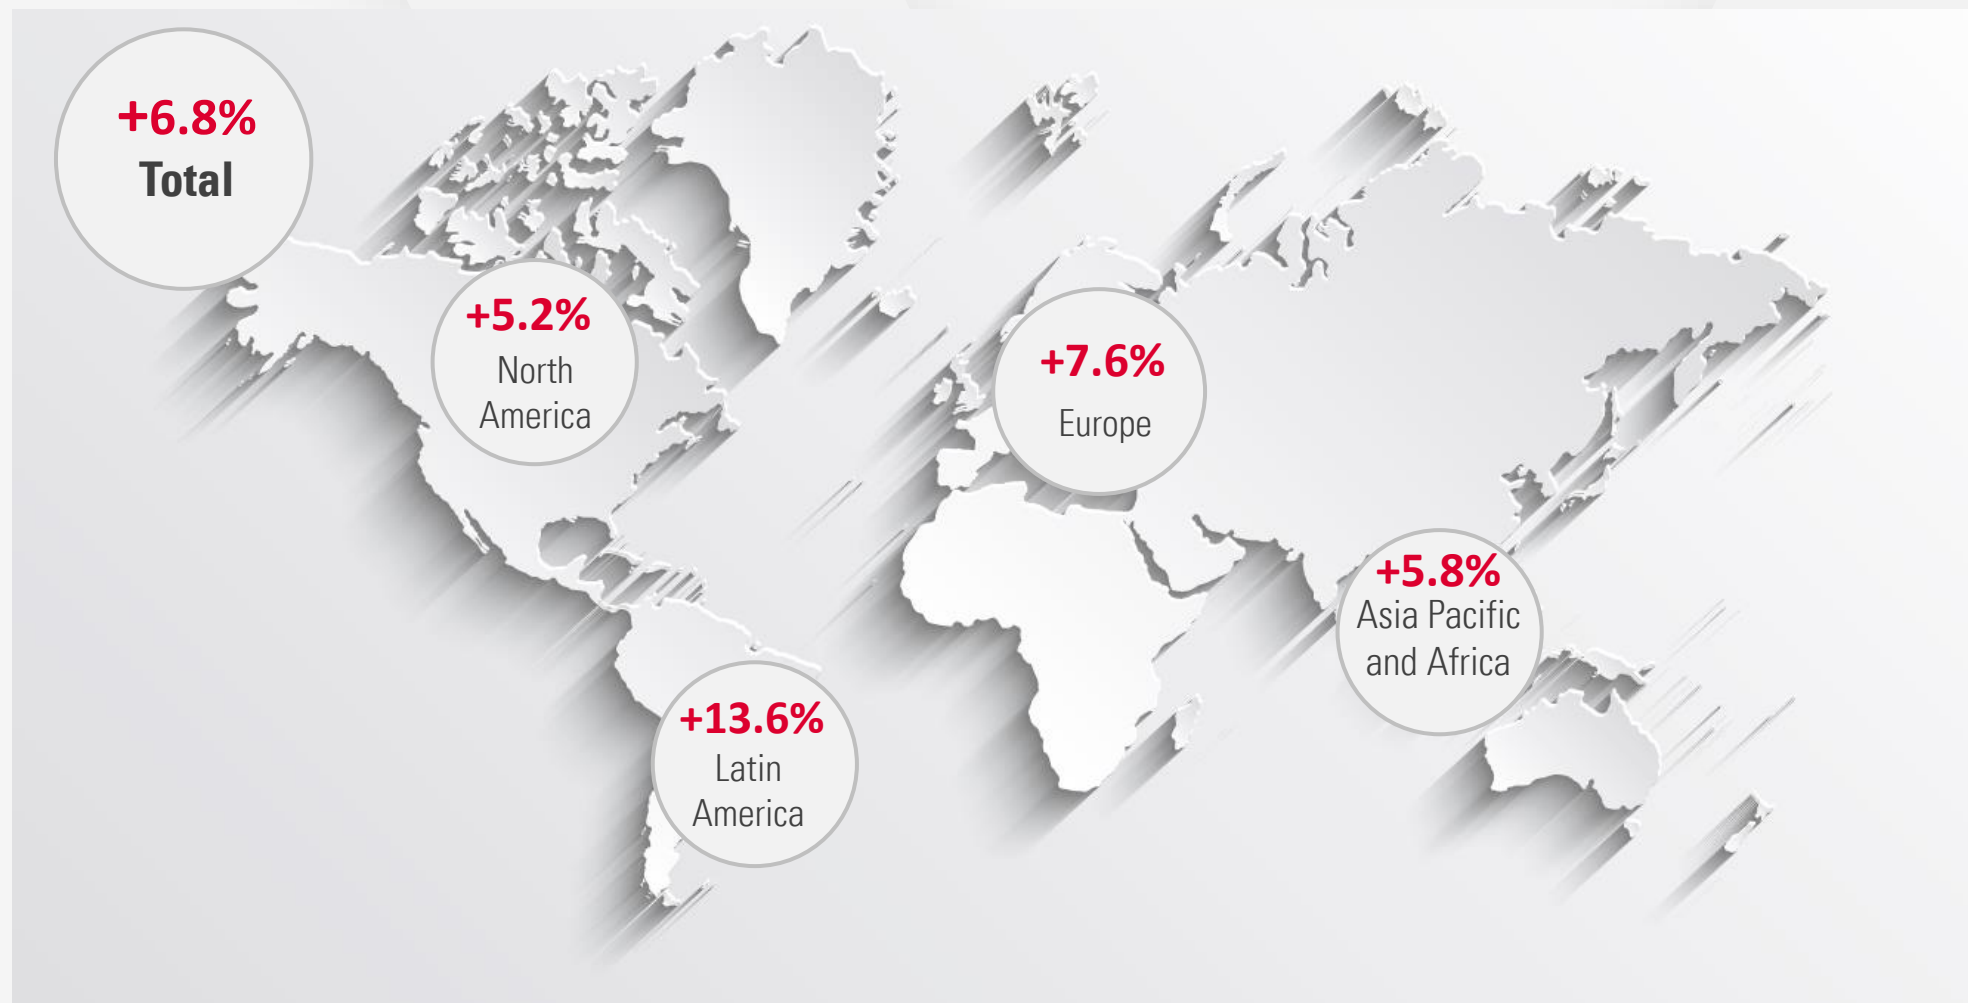 +6.8%
Total
+5.2%
North
America
+7.6%
Europe
+5.8%
Asia Pacific
and Africa
+13.6%
Latin
America